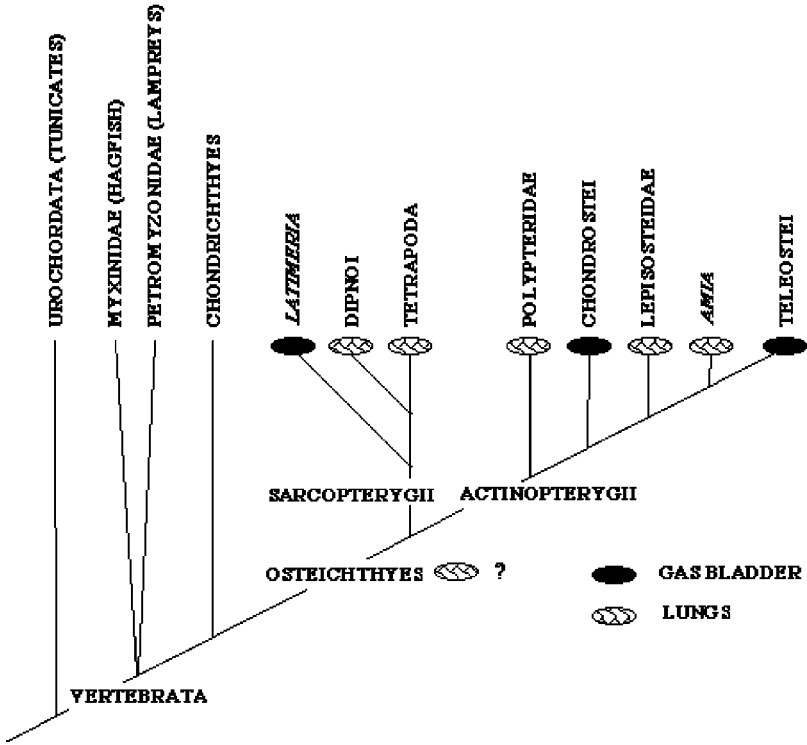 UROCHORDATA (TUNICATES)
MYXINIDAE (HAGFISH)
PETROMYZONIDAE (LAMPREYS)
CHONDRICHTHYES
LATIMERIA
DIPNOI
TETRAPODA
POLYPTERIDAE
CHONDROSTEI
LEPISOSTEIDAE
AMIA
TELEOSTEI
SARCOPTERYGII
ACTINOPTERYGII
OSTEICHTHYES ?
GAS BLADDER
LUNGS
VERTEBRATA